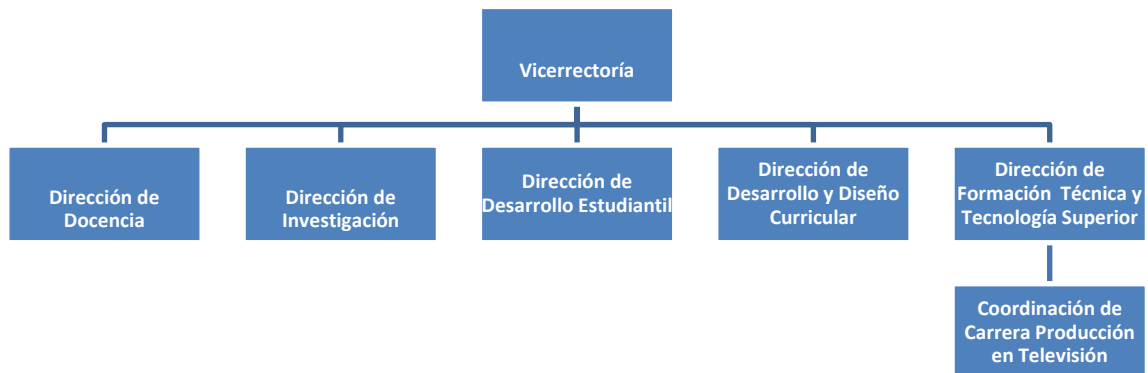 Vicerrectoría
Dirección de
Docencia
Dirección de
Investigación
Dirección de
Desarrollo Estudiantil
Dirección de
Desarrollo y Diseño
Curricular
Dirección de
Formación Técnica y
Tecnología Superior
Coordinación de
Carrera Producción
en Televisión